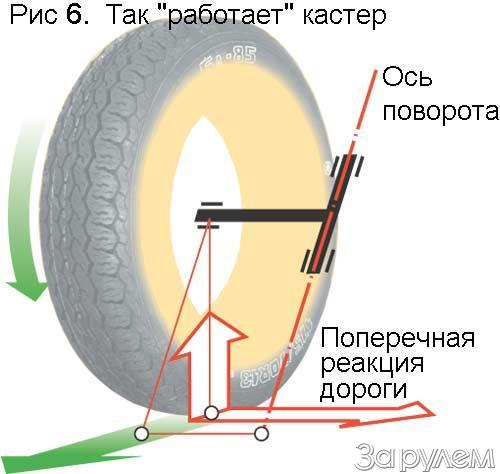 Рис 6. Так "работает" кастер
Ось
поворота
Поперечная
реакция
дороги
За рулем